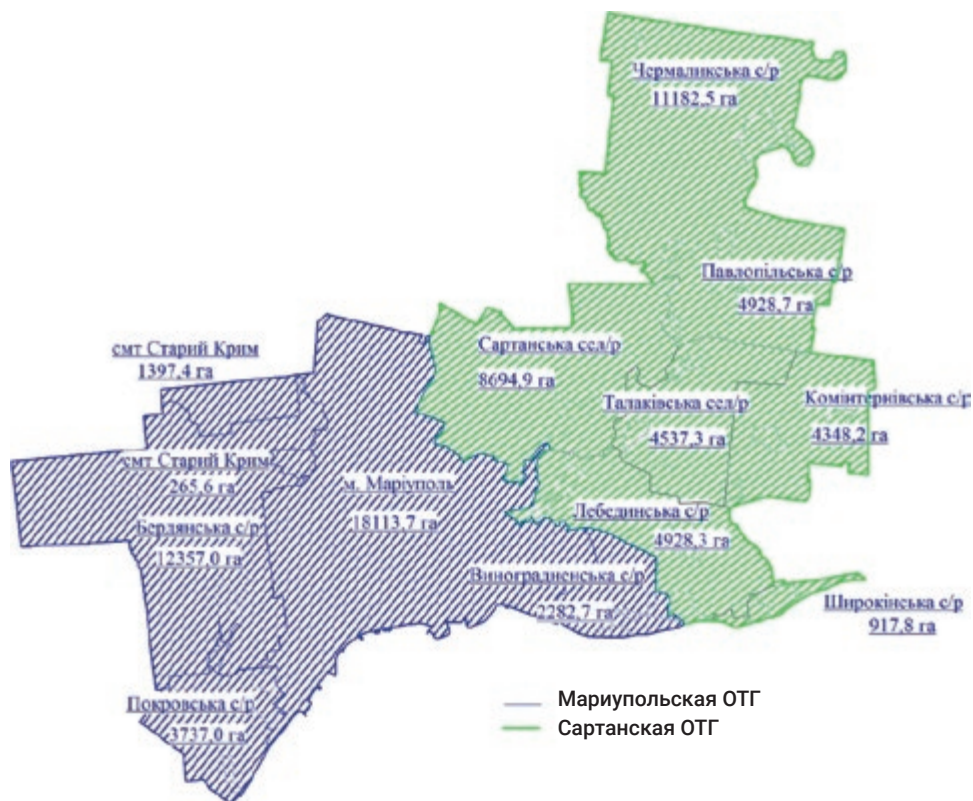 Чермаликська с/р
11182,5 га
Павлопільська с/р
4928,7 га
смт Старий Крим
1397,4 га
Сартанська сел/р
8694,9 га
Талаківська сел/р
4537,3 га
Комінтернівська с/р
4348,2 га
смт Старий Крим
265,6 га
м. Маріуполь
18113,7 га
Бердянська с/р
12357,0 га
Лебединська с/р
4928,3 га
Виноградненська с/р
2282,7 га
Широкінська с/р
917,8 га
Покровська с/р
3737,0 га
Мариупольская ОТГ
Сартанская ОТГ